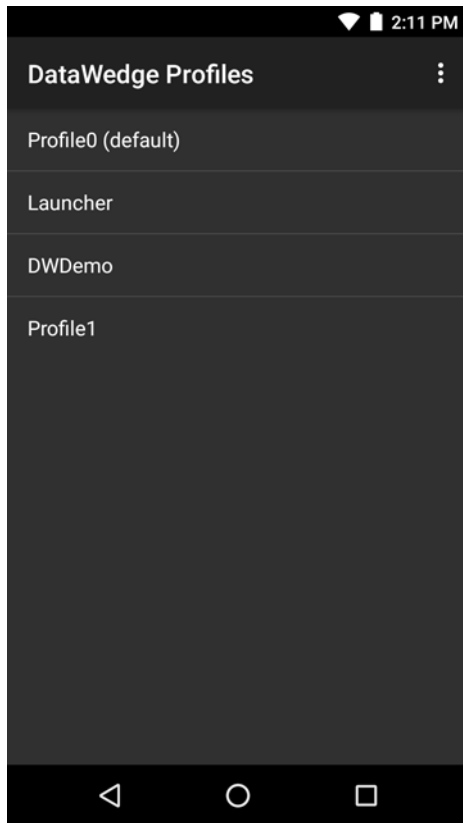 2:11 PM
DataWedge Profiles
Profile0 (default)
Launcher
DWDemo
Profile1